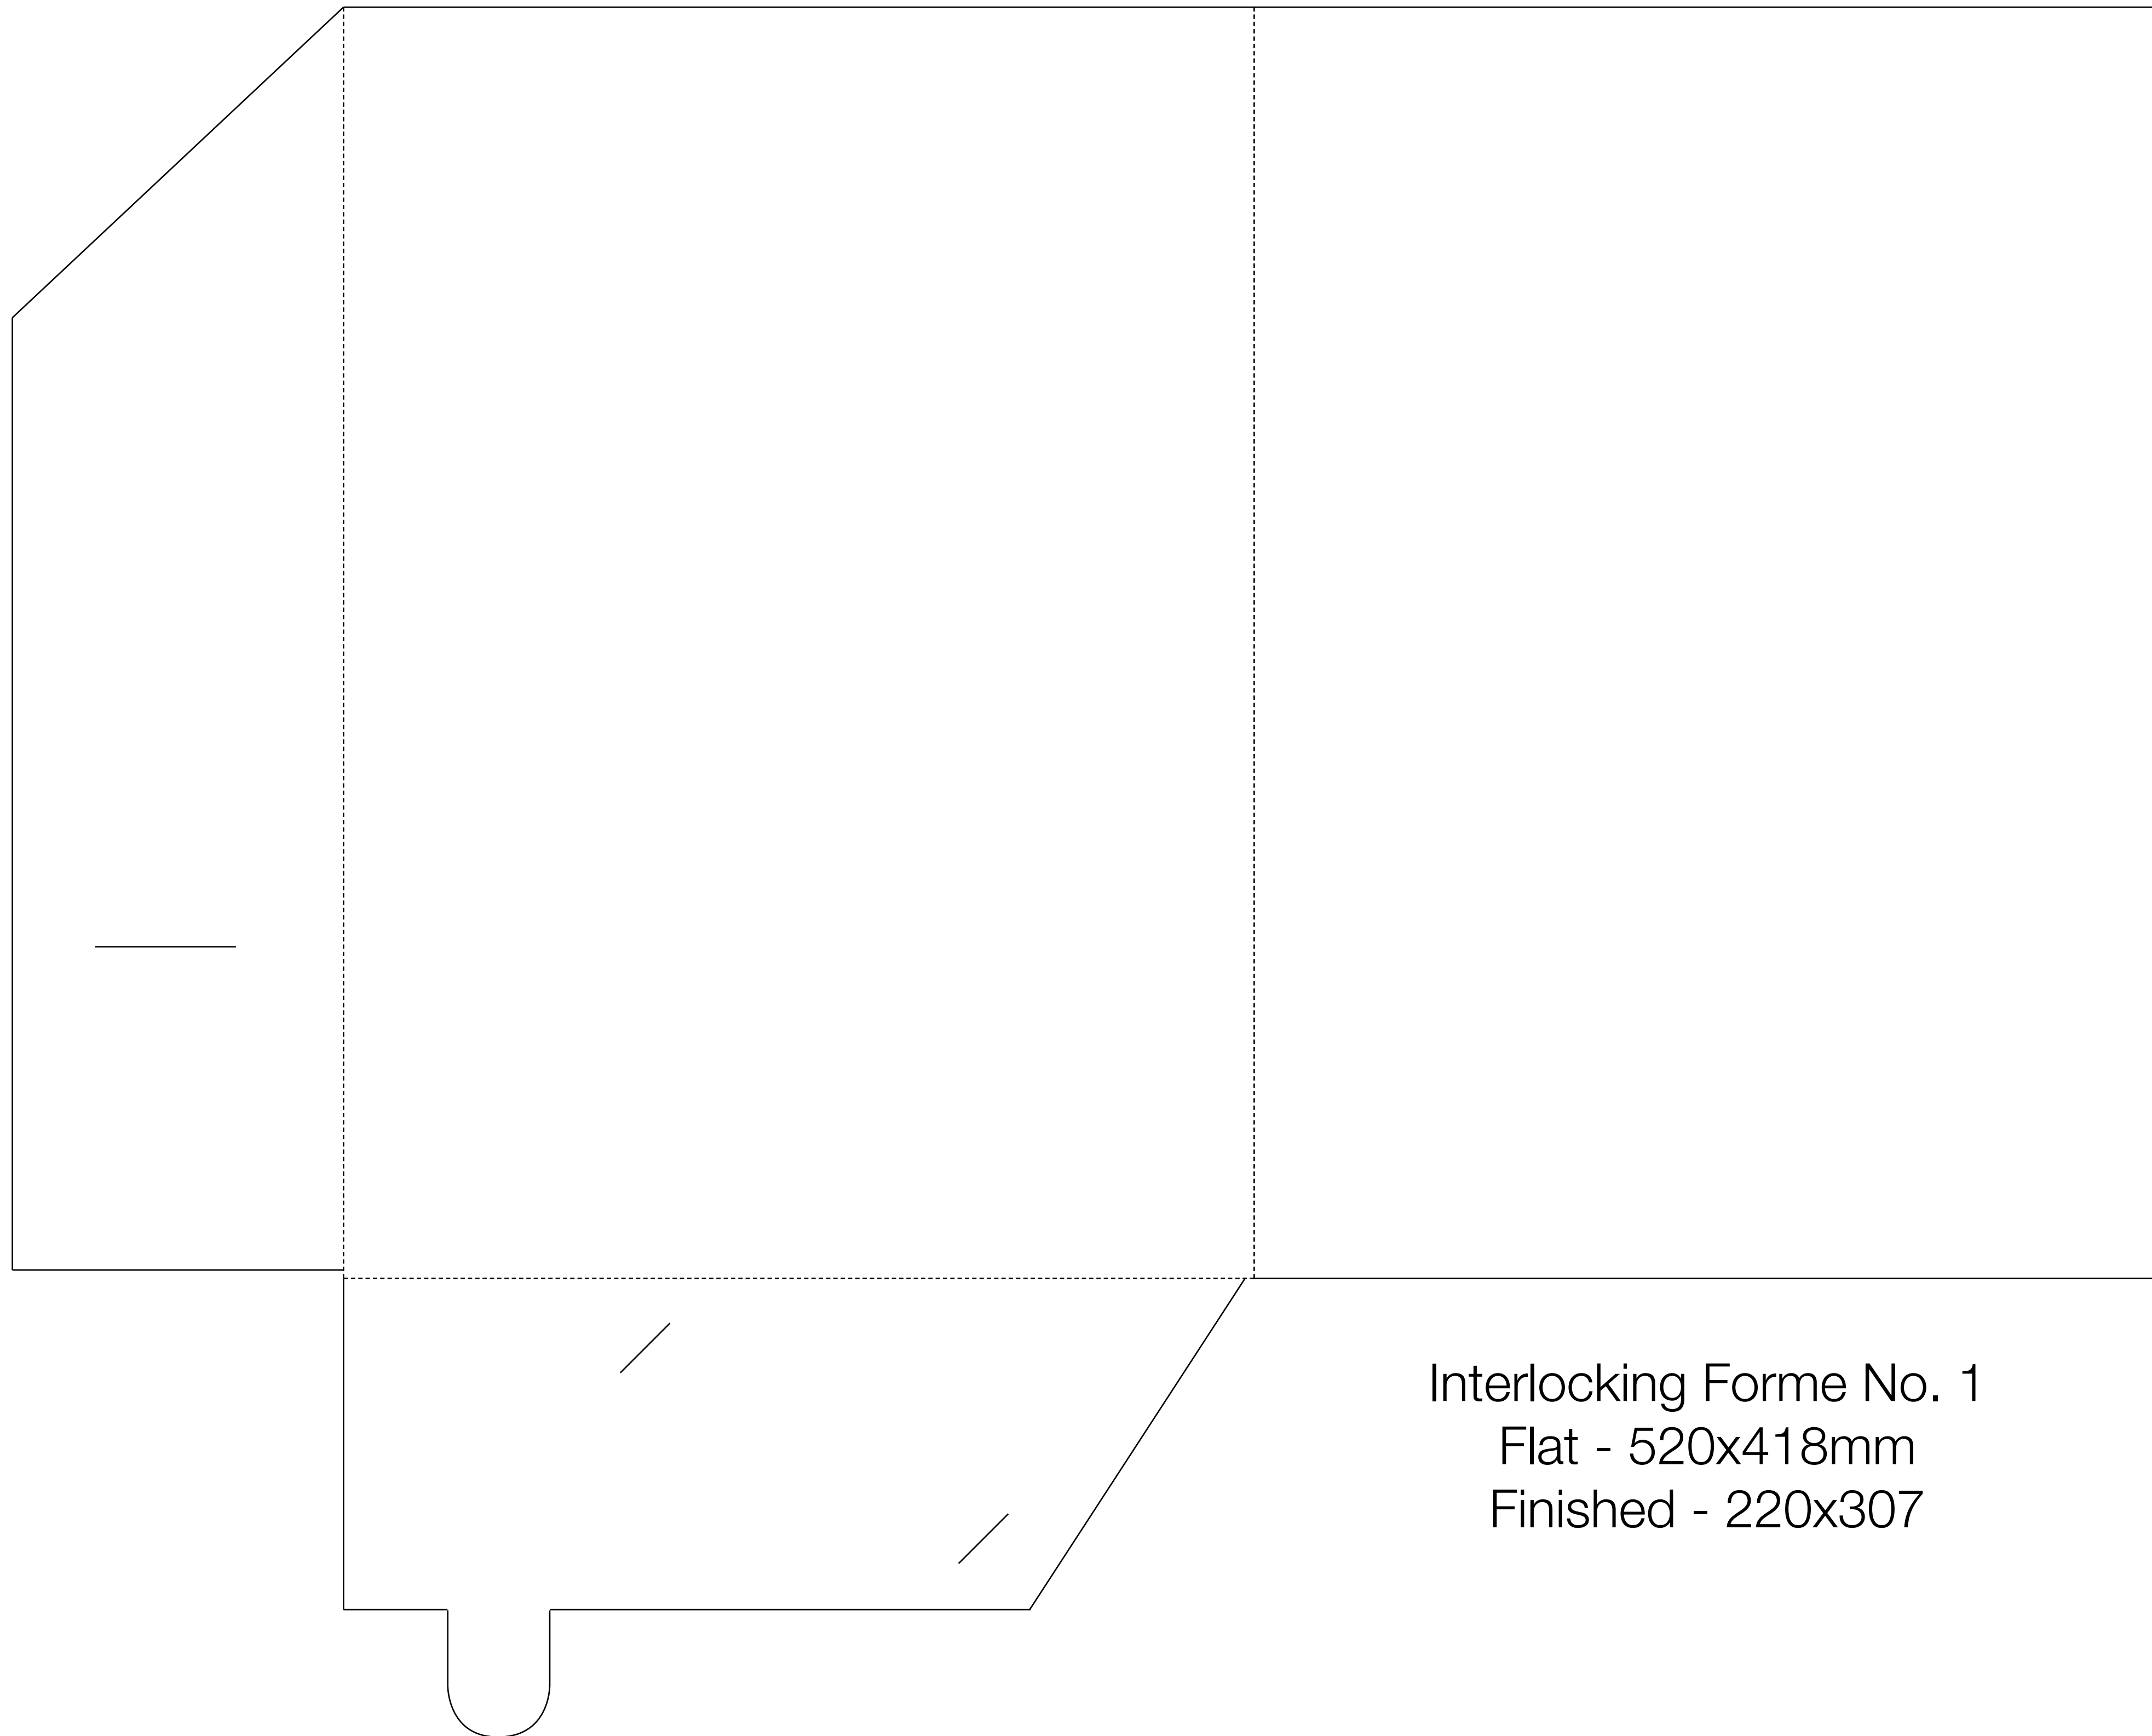 Interlocking Forme No. 1
Flat - 520x418mm
Finished - 220x307